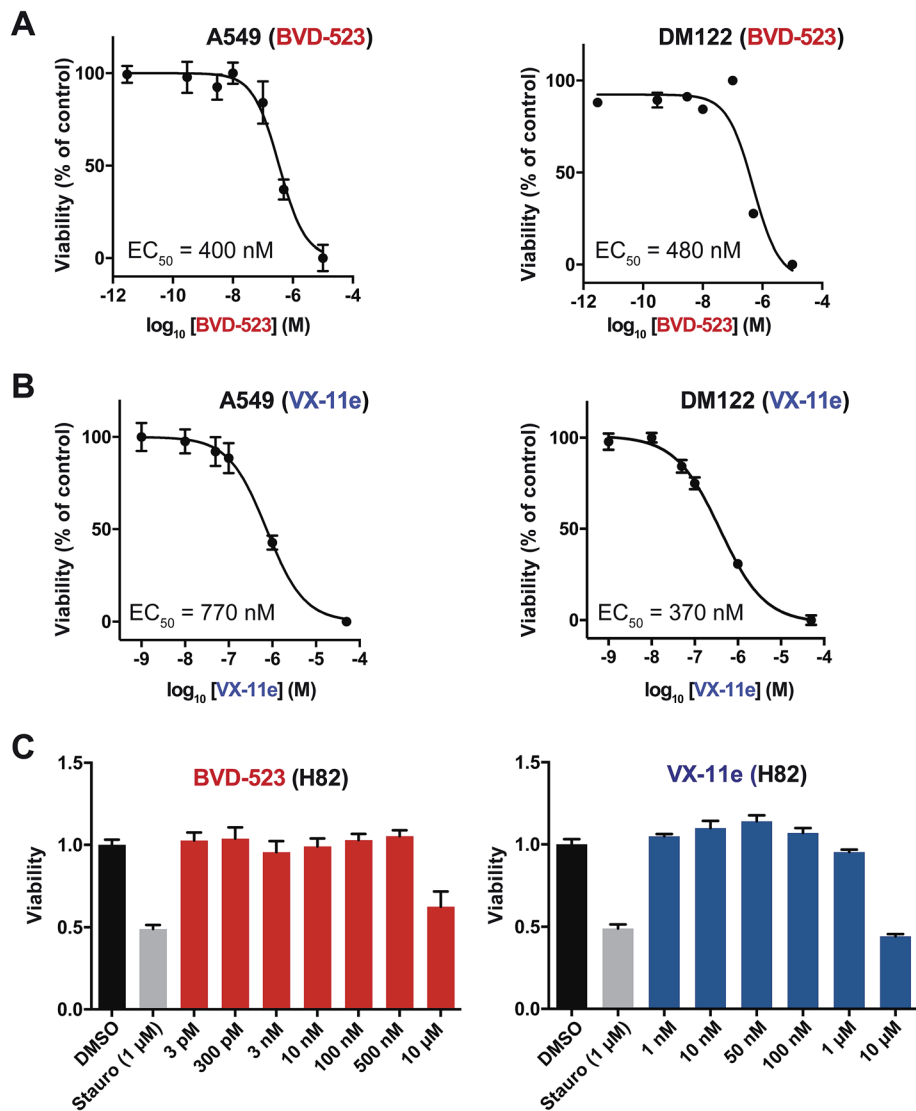 A
A549 (BVD-523)
Viability (% of control)
100
50
0
EC50 = 400 nM
-12 -10 -8 -6 -4
log10 [BVD-523] (M)
DM122 (BVD-523)
Viability (% of control)
100
50
0
EC50 = 480 nM
-12 -10 -8 -6 -4
log10 [BVD-523] (M)
B
A549 (VX-11e)
Viability (% of control)
100
50
0
EC50 = 770 nM
-9 -8 -7 -6 -5 -4
log10 [VX-11e] (M)
DM122 (VX-11e)
Viability (% of control)
100
50
0
EC50 = 370 nM
-9 -8 -7 -6 -5 -4
log10 [VX-11e] (M)
C
BVD-523 (H82)
Viability
1.5
1.0
0.5
0.0
DMSO
Stauro (1 µM)
3 pM
300 pM
3 nM
10 nM
100 nM
500 nM
10 µM
VX-11e (H82)
Viability
1.5
1.0
0.5
0.0
DMSO
Stauro (1 µM)
1 nM
10 nM
50 nM
100 nM
1 µM
10 µM